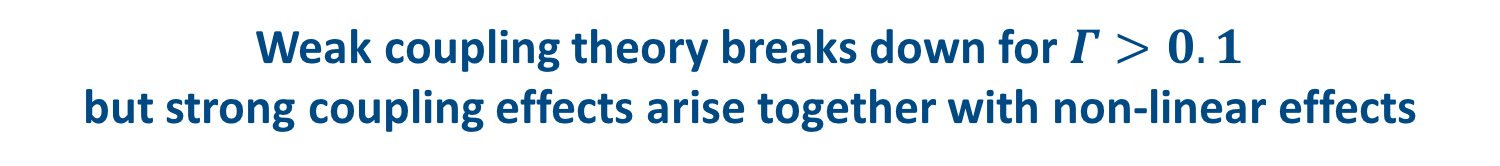 Weak coupling theory breaks down for Γ > 0.1
but strong coupling effects arise together with non-linear effects